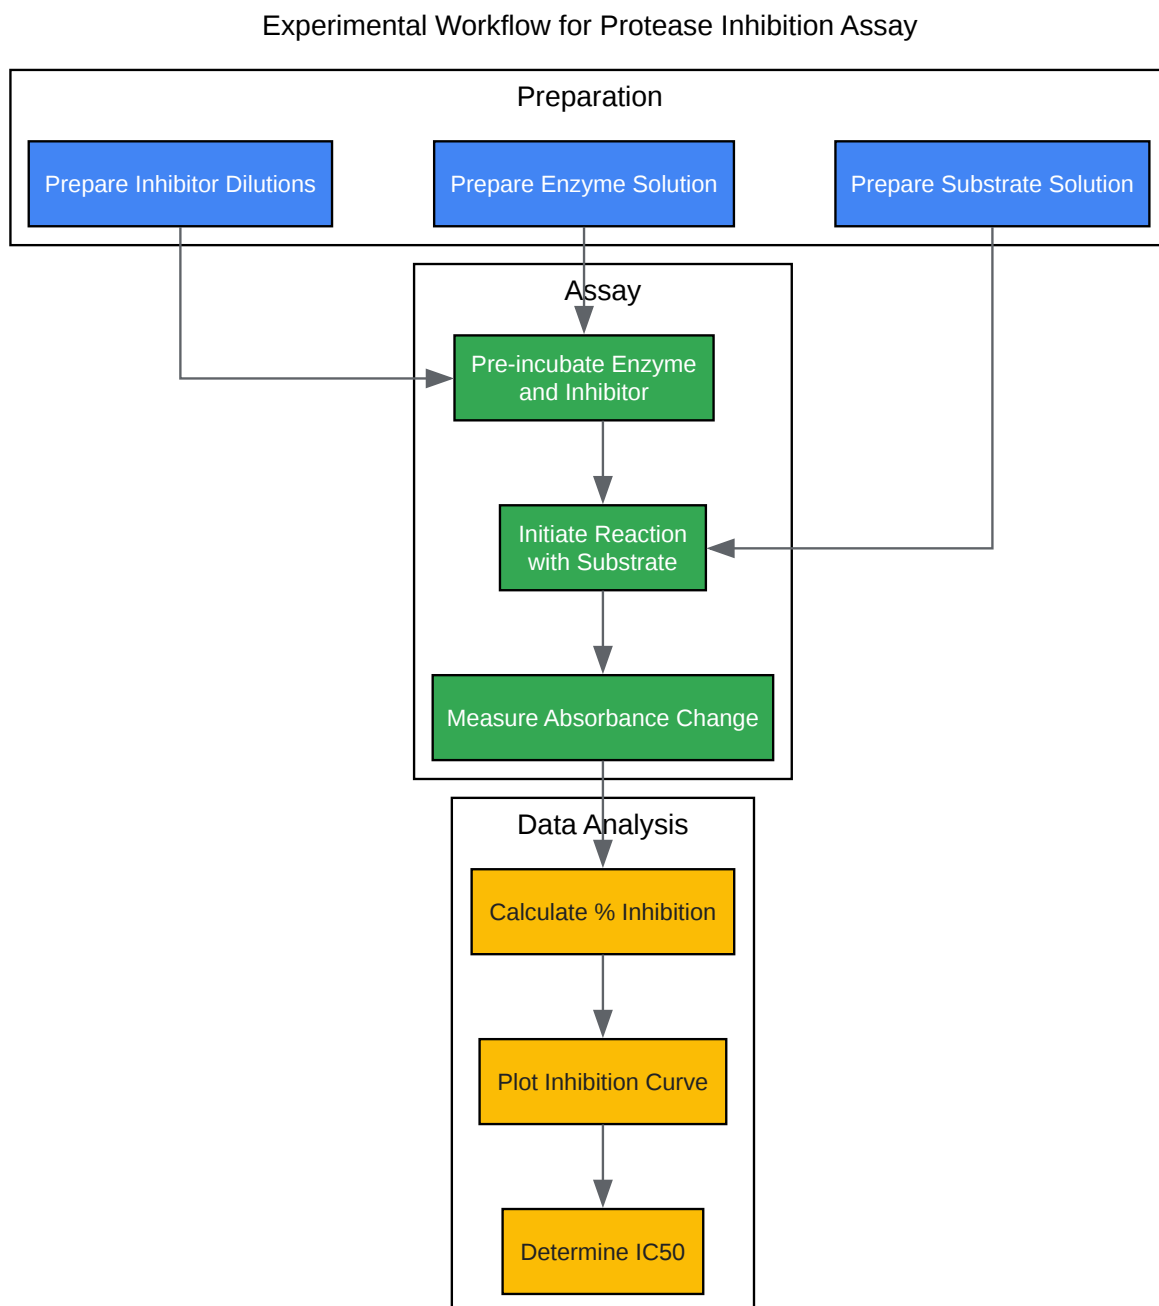 Experimental Workflow for Protease Inhibition Assay
Preparation
Prepare Inhibitor Dilutions
Prepare Enzyme Solution
Prepare Substrate Solution
Assay
Pre-incubate Enzyme
and Inhibitor
Initiate Reaction
with Substrate
Measure Absorbance Change
Data Analysis
Calculate % Inhibition
Plot Inhibition Curve
Determine IC50